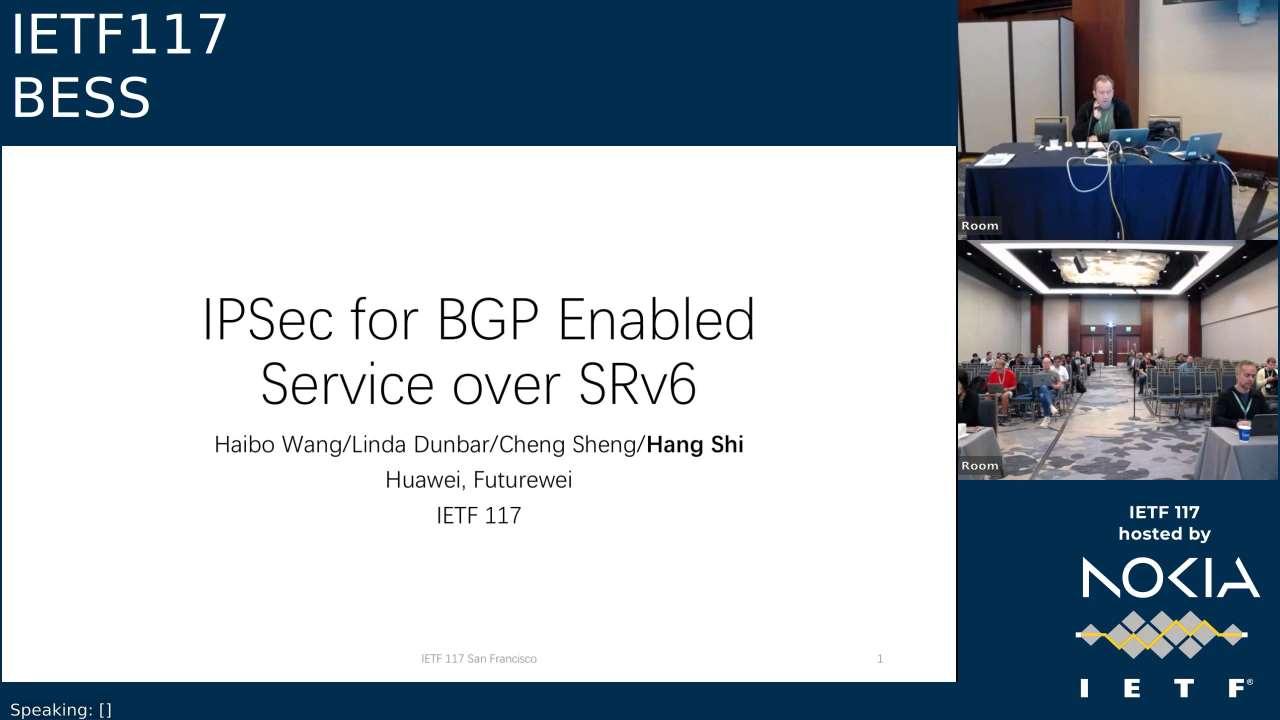 IETF117
BESS
IPSec for BGP Enabled
Service over SRv6
Haibo Wang/Linda Dunbar/Cheng Sheng/Hang Shi
Huawei, Futurewei
IETF 117
IETF 117 San Francisco
1
Room
Room
IETF 117
hosted by
NOKIA
I E T F®
Speaking: []